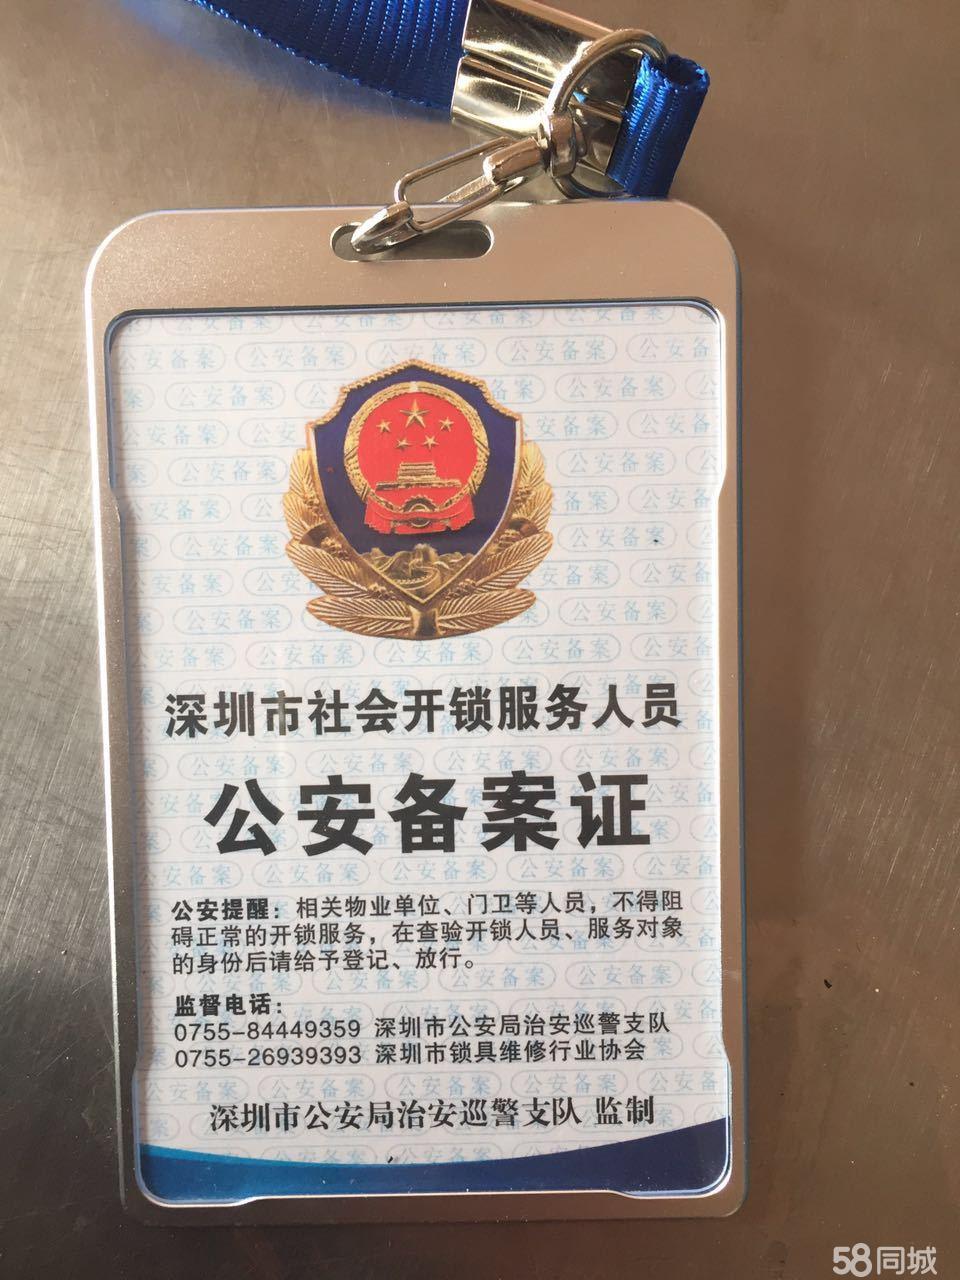 深圳市社会开锁服务人员
公安备案证
公安提醒：相关物业单位、门卫等人员，不得阻
碍正常的开锁服务，在查验开锁人员、服务对象
的身份后请给予登记、放行。
监督电话：
0755-84449359 深圳市公安局治安巡警支队
0755-26939393 深圳市锁具维修行业协会
深圳市公安局治安巡警支队 监制
公安备案
58同城